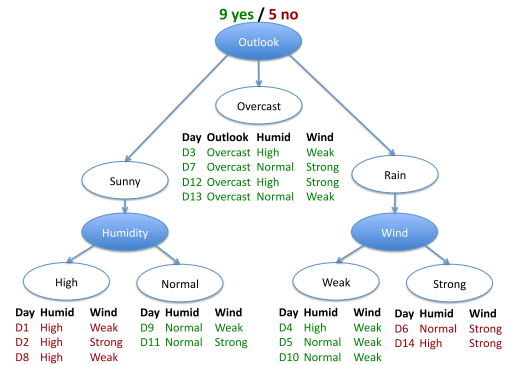 9 yes / 5 no
Outlook
Overcast
Day Outlook Humid Wind
D3 Overcast High Weak
D7 Overcast Normal Strong
D12 Overcast High Strong
D13 Overcast Normal Weak
Sunny
Rain
Humidity
Wind
High
Normal
Weak
Strong
Day Humid Wind
D1 High Weak
D2 High Strong
D8 High Weak
Day Humid Wind
D9 Normal Weak
D11 Normal Strong
Day Humid Wind
D4 High Weak
D5 Normal Weak
D10 Normal Weak
Day Humid Wind
D6 Normal Strong
D14 High Strong